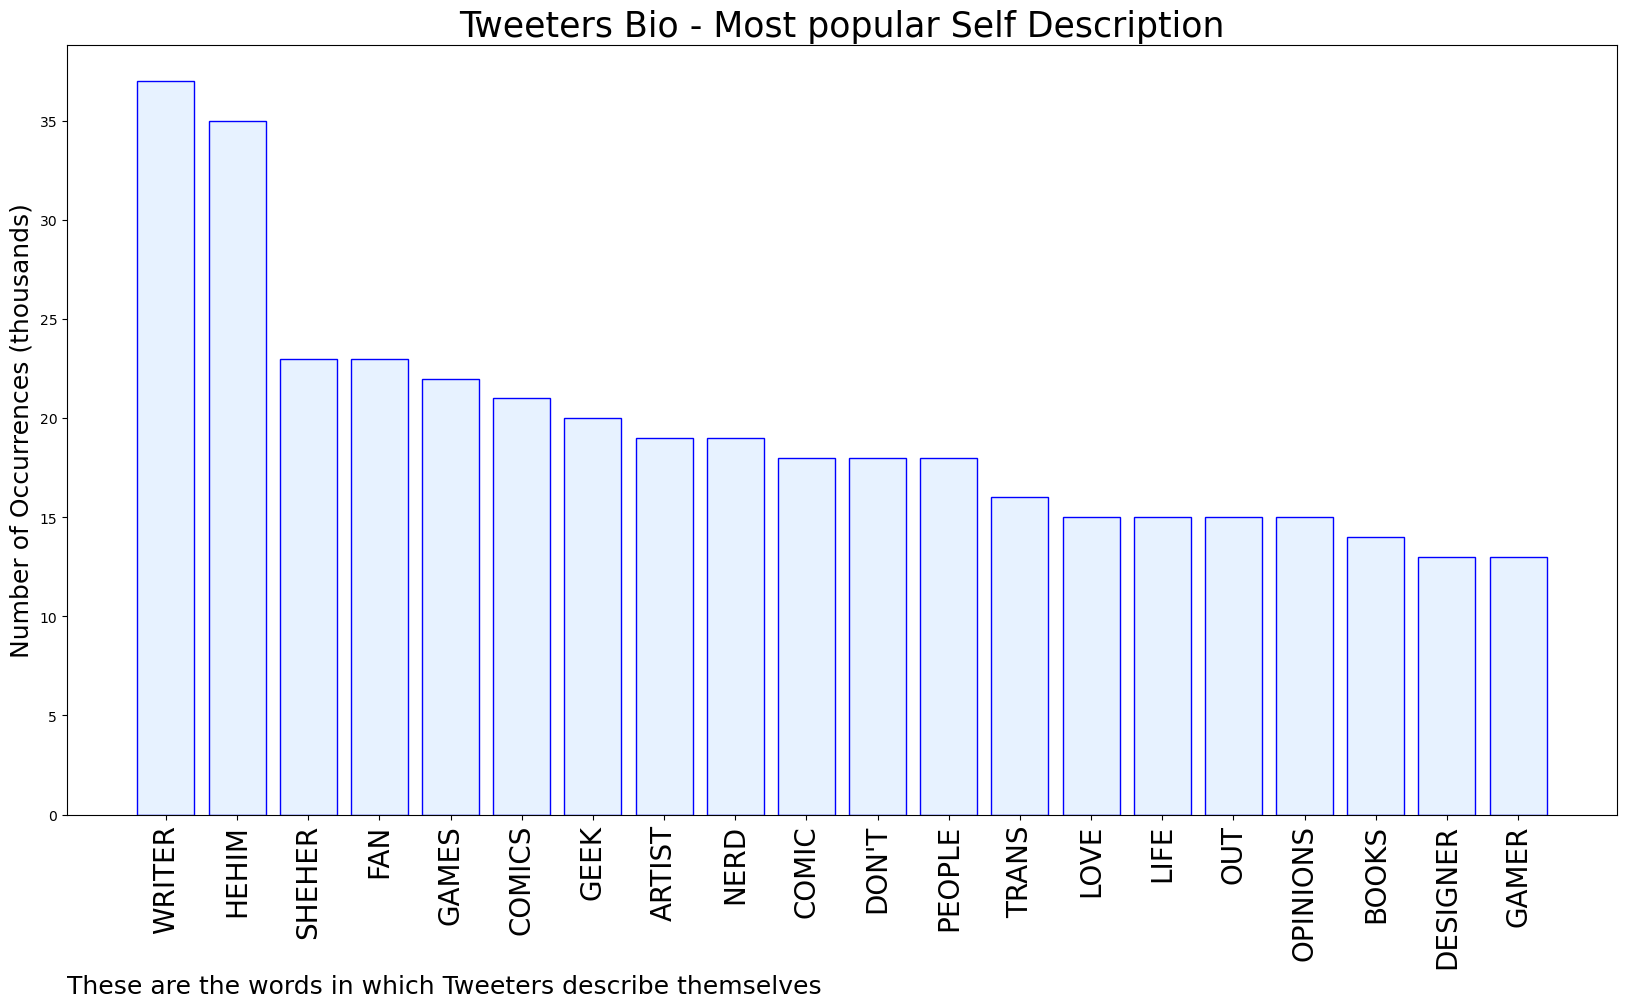 Tweeters Bio - Most popular Self Description
Number of Occurrences (thousands)
35
30
25
20
15
10
5
0
WRITER
HEHIM
SHEHER
FAN
GAMES
COMICS
GEEK
ARTIST
NERD
COMIC
DON'T
PEOPLE
TRANS
LOVE
LIFE
OUT
OPINIONS
BOOKS
DESIGNER
GAMER
These are the words in which Tweeters describe themselves